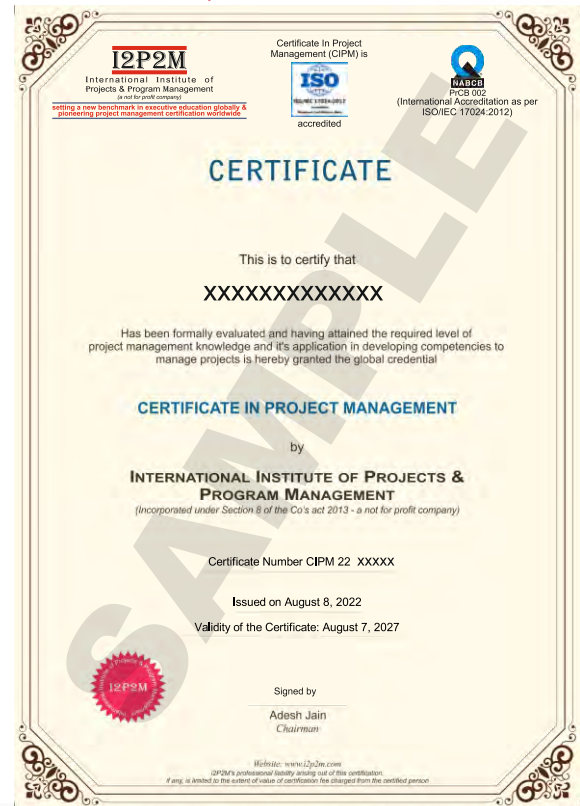 I2P2M
International Institute of
Projects & Program Management
(a not for profit company)
setting a new benchmark in executive education globally &
pioneering project management certification worldwide
Certificate In Project
Management (CIPM) is
ISO
ISO/IEC 17024:2012
accredited
NABCB
PrCB 002
(International Accreditation as per
ISO/IEC 17024:2012)
CERTIFICATE
This is to certify that
XXXXXXXXXXXXX
Has been formally evaluated and having attained the required level of
project management knowledge and it's application in developing competencies to
manage projects is hereby granted the global credential
CERTIFICATE IN PROJECT MANAGEMENT
by
INTERNATIONAL INSTITUTE OF PROJECTS &
PROGRAM MANAGEMENT
(Incorporated under Section 8 of the Co's act 2013 - a not for profit company)
Certificate Number CIPM 22 XXXXX
Issued on August 8, 2022
Validity of the Certificate: August 7, 2027
SAMPLE
I2P2M
Signed by
Adesh Jain
Chairman
Website: www.i2p2m.com
I2P2M's professional liability arising out of this certification,
if any, is limited to the extent of value of certification fee charged from the certified person